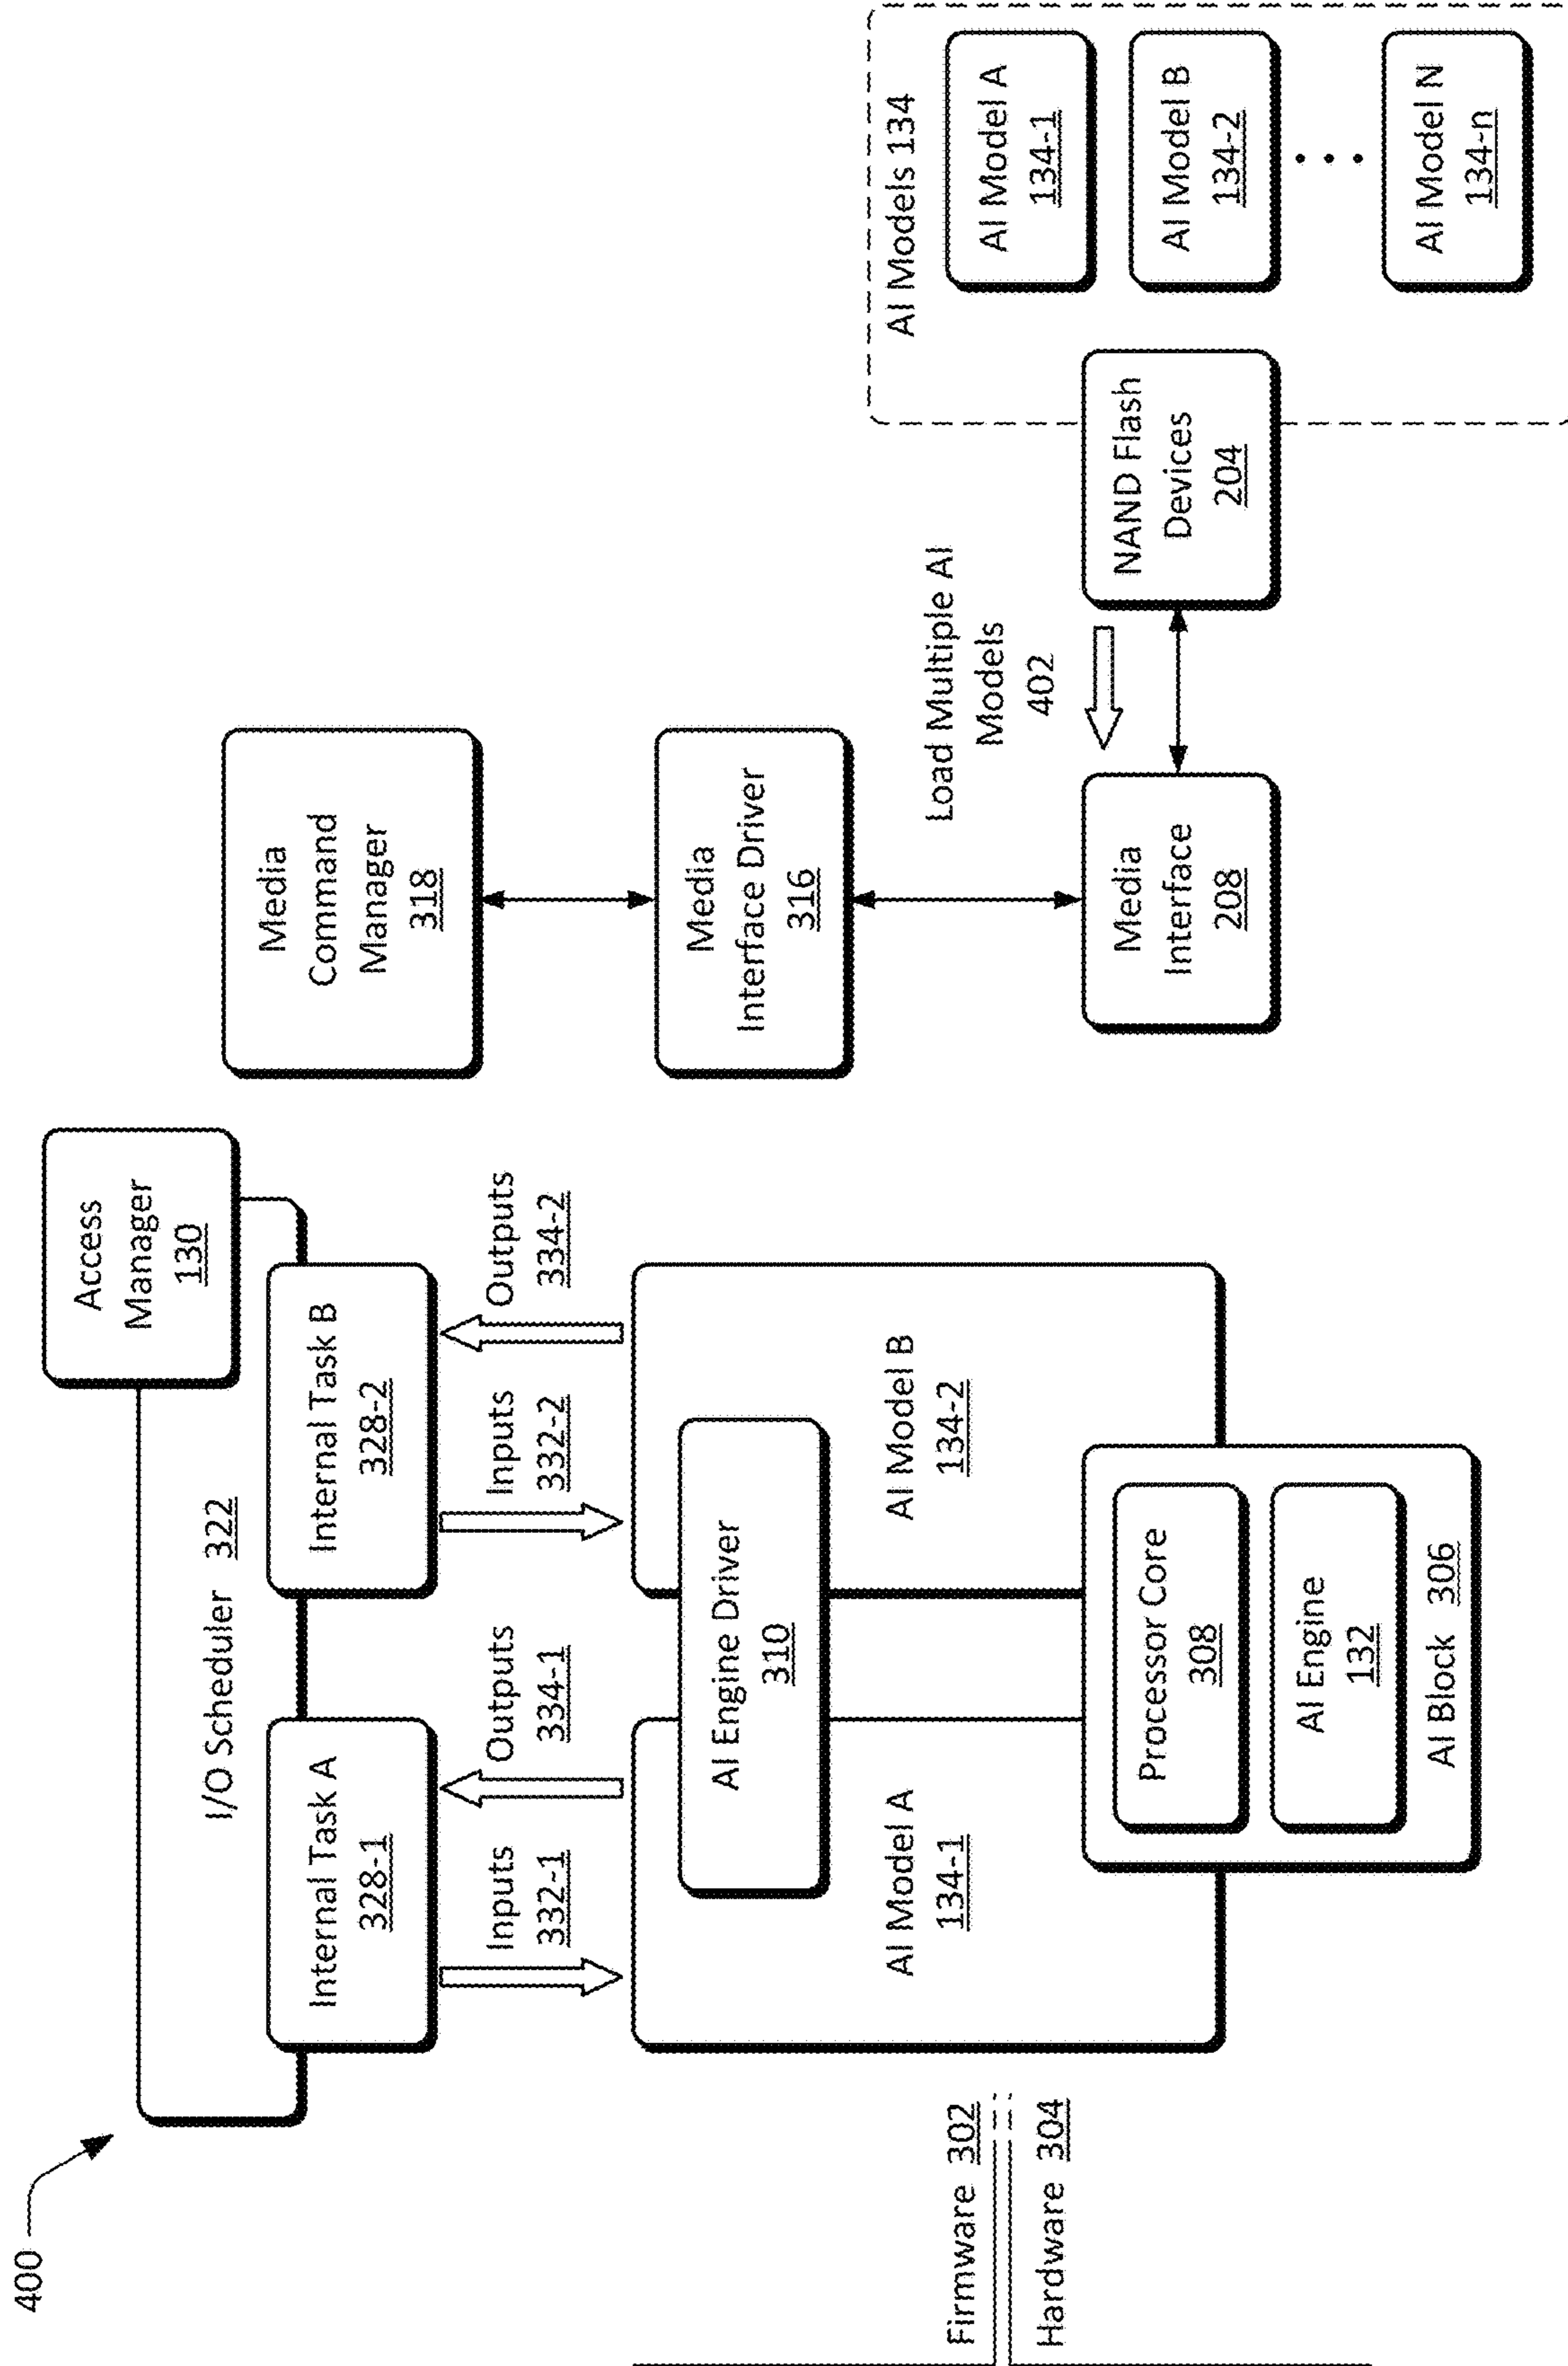 400
Access
Manager
130
I/O Scheduler 322
Internal Task A
328-1
Internal Task B
328-2
Inputs
332-1
Outputs
334-1
Inputs
332-2
Outputs
334-2
AI Engine Driver
310
AI Model A
134-1
AI Model B
134-2
Processor Core
308
AI Engine
132
AI Block 306
Firmware 302
Hardware 304
Media
Command
Manager
318
Media
Interface Driver
316
Media
Interface
208
Load Multiple AI
Models
402
NAND Flash
Devices
204
AI Models 134
AI Model A
134-1
AI Model B
134-2
AI Model N
134-n